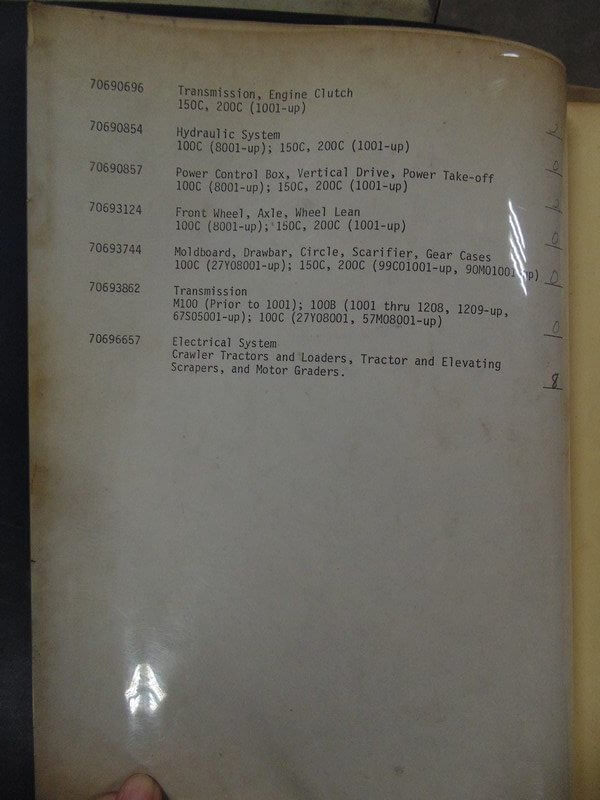 70690696 Transmission, Engine Clutch
150C, 200C (1001-up)
70690854 Hydraulic System
100C (8001-up); 150C, 200C (1001-up)
70690857 Power Control Box, Vertical Drive, Power Take-off
100C (8001-up); 150C, 200C (1001-up)
70693124 Front Wheel, Axle, Wheel Lean
100C (8001-up); 150C, 200C (1001-up)
70693744 Moldboard, Drawbar, Circle, Scarifier, Gear Cases
100C (27Y08001-up); 150C, 200C (99C01001-up, 90M01001-up)
70693862 Transmission
M100 (Prior to 1001); 100B (1001 thru 1208, 1209-up,
67S05001-up); 100C (27Y08001, 57M08001-up)
70696657 Electrical System
Crawler Tractors and Loaders, Tractor and Elevating
Scrapers, and Motor Graders.
8